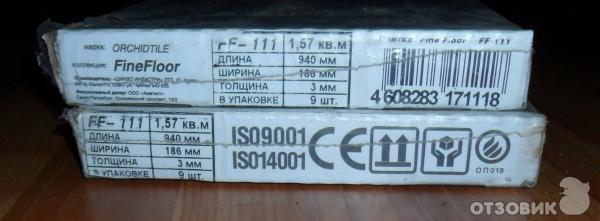 МАРКА: ORCHIDTILE
КОЛЛЕКЦИЯ: FineFloor
FF-111 1,57 КВ.М
ДЛИНА 940 ММ
ШИРИНА 186 ММ
ТОЛЩИНА 3 ММ
В УПАКОВКЕ 9 ШТ.
Плитка Fine Floor FF-111
4 608283 171118
FF-111 1,57 КВ.М
ДЛИНА 940 ММ
ШИРИНА 186 ММ
ТОЛЩИНА 3 ММ
В УПАКОВКЕ 9 ШТ.
ISO9001
ISO14001
CE
ОП019
ОТЗОВИК